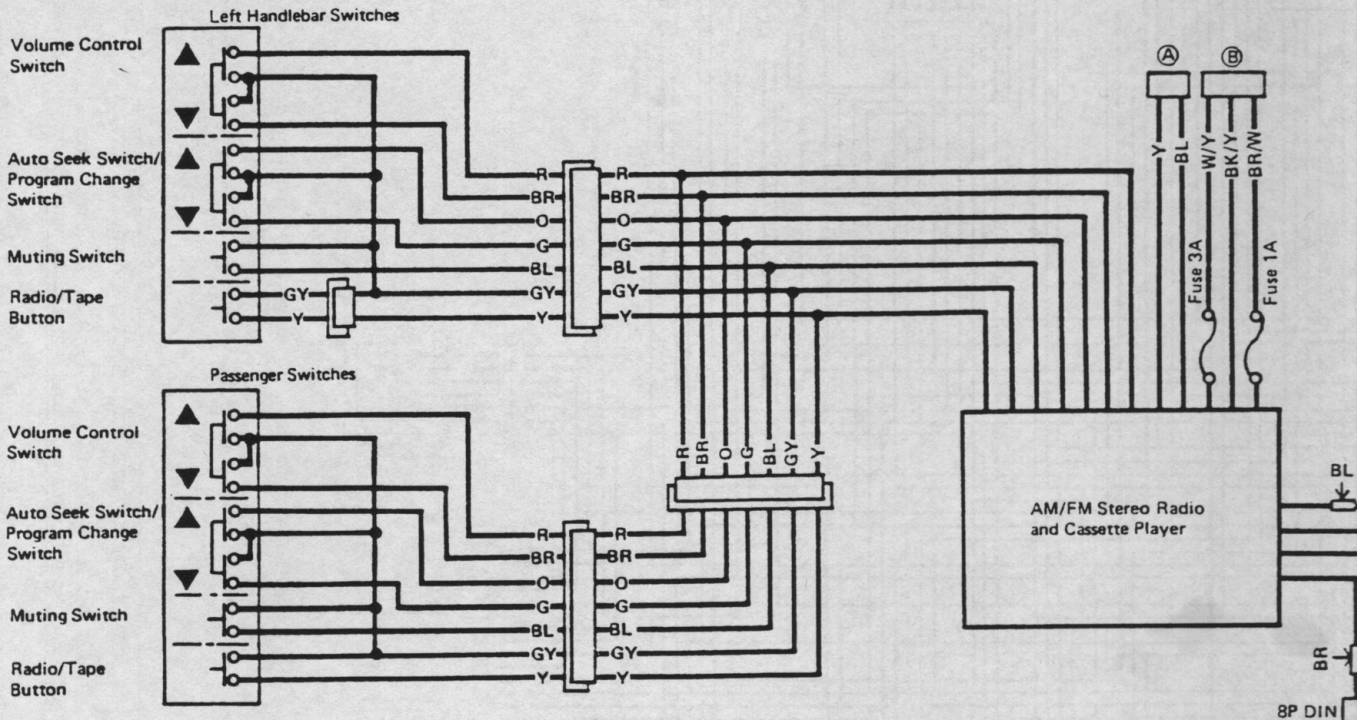 Left Handlebar Switches
Volume Control
Switch
Auto Seek Switch/
Program Change
Switch
Muting Switch
Radio/Tape
Button
GY
Y
R
BR
O
G
BL
GY
Y
R
BR
O
G
BL
GY
Y
A
B
Y
BL
W/Y
BK/Y
BR/W
Fuse 3A
Fuse 1A
Passenger Switches
Volume Control
Switch
Auto Seek Switch/
Program Change
Switch
Muting Switch
Radio/Tape
Button
R
BR
O
G
BL
GY
Y
R
BR
O
G
BL
GY
Y
R
BR
O
G
BL
GY
Y
AM/FM Stereo Radio
and Cassette Player
BL
BR
8P DIN